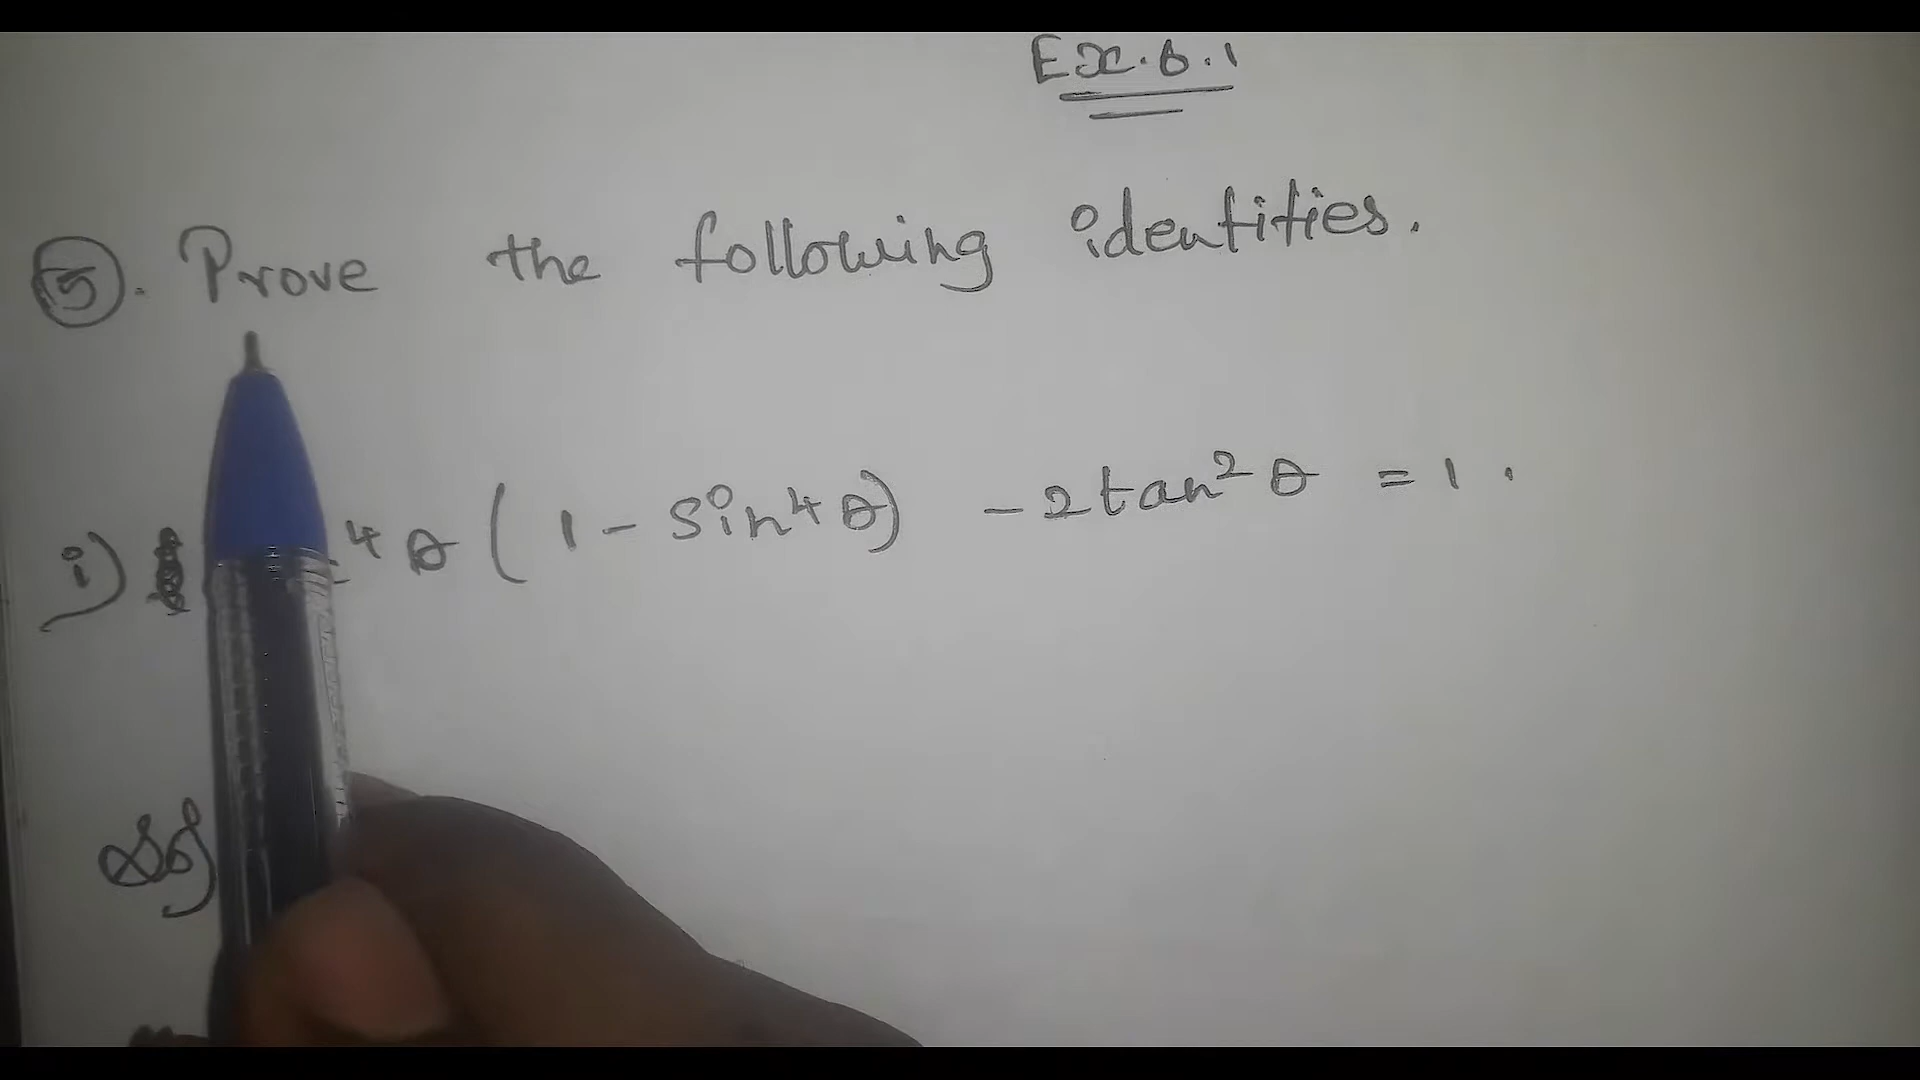 Ex.6.1
5. Prove the following identities.
i) ⁴θ (1 - sin⁴θ) - 2tan²θ = 1.